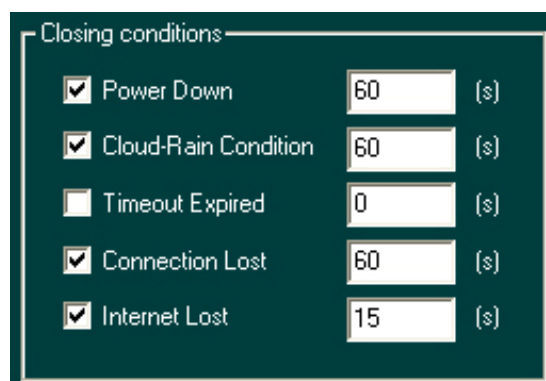 Closing conditions
Power Down 60 (s)
Cloud-Rain Condition 60 (s)
Timeout Expired 0 (s)
Connection Lost 60 (s)
Internet Lost 15 (s)